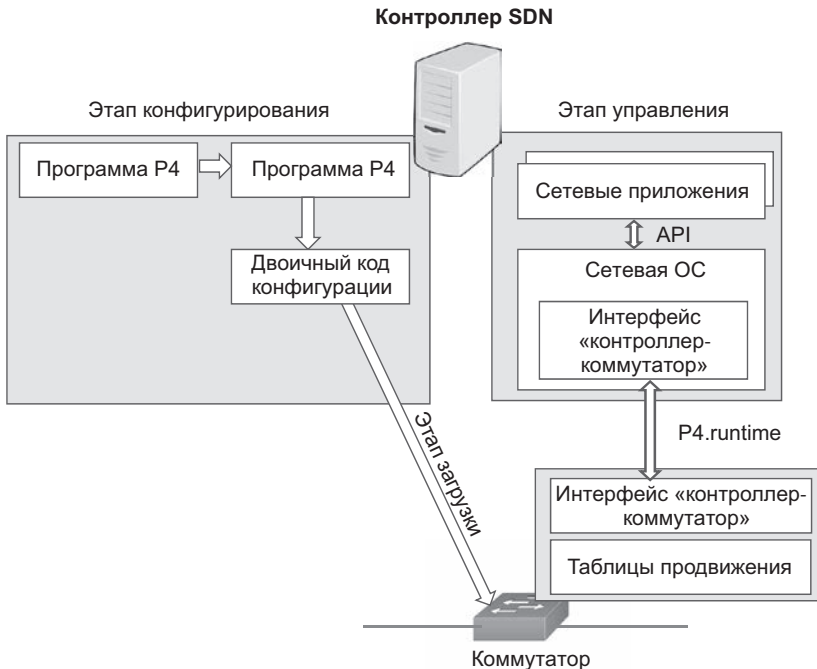 Контроллер SDN
Этап конфигурирования
Этап управления
Программа P4
Программа P4
Двоичный код
конфигурации
Сетевые приложения
API
Сетевая ОС
Интерфейс
«контроллер-
коммутатор»
Этап загрузки
P4.runtime
Интерфейс «контроллер-
коммутатор»
Таблицы продвижения
Коммутатор